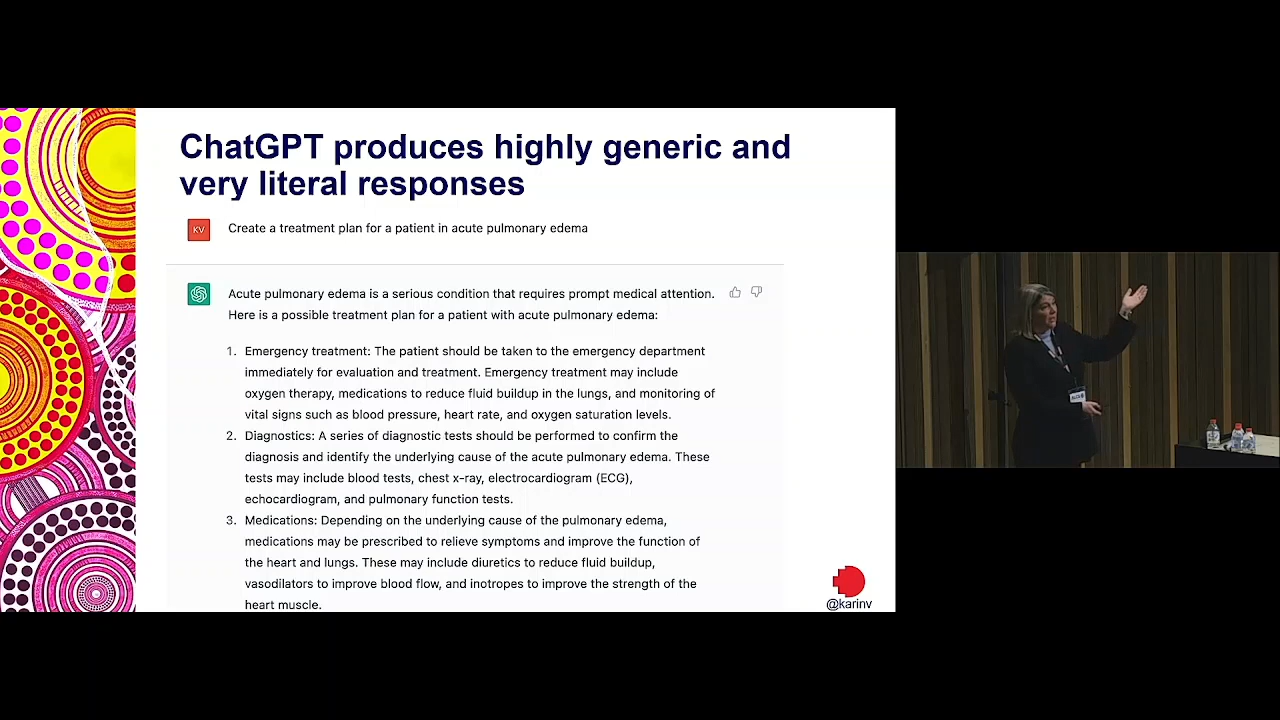 ChatGPT produces highly generic and
very literal responses
KV
Create a treatment plan for a patient in acute pulmonary edema
Acute pulmonary edema is a serious condition that requires prompt medical attention.
Here is a possible treatment plan for a patient with acute pulmonary edema:
1. Emergency treatment: The patient should be taken to the emergency department
immediately for evaluation and treatment. Emergency treatment may include
oxygen therapy, medications to reduce fluid buildup in the lungs, and monitoring of
vital signs such as blood pressure, heart rate, and oxygen saturation levels.
2. Diagnostics: A series of diagnostic tests should be performed to confirm the
diagnosis and identify the underlying cause of the acute pulmonary edema. These
tests may include blood tests, chest x-ray, electrocardiogram (ECG),
echocardiogram, and pulmonary function tests.
3. Medications: Depending on the underlying cause of the pulmonary edema,
medications may be prescribed to relieve symptoms and improve the function of
the heart and lungs. These may include diuretics to reduce fluid buildup,
vasodilators to improve blood flow, and inotropes to improve the strength of the
heart muscle.
@karinv